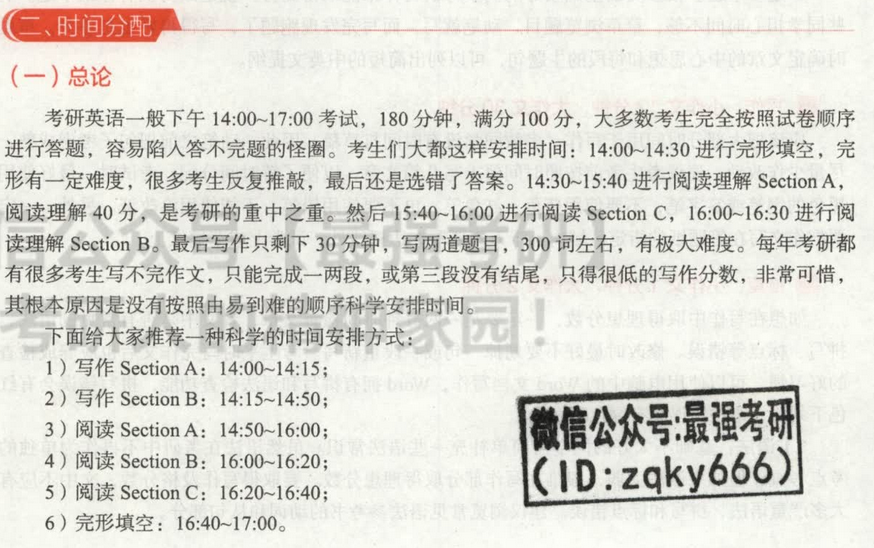 二、时间分配
（一）总论
考研英语一般下午 14:00~17:00 考试，180 分钟，满分 100 分，大多数考生完全按照试卷顺序
进行答题，容易陷入答不完题的怪圈。考生们大都这样安排时间：14:00~14:30 进行完形填空，完
形有一定难度，很多考生反复推敲，最后还是选错了答案。14:30~15:40 进行阅读理解 Section A，
阅读理解 40 分，是考研的重中之重。然后 15:40~16:00 进行阅读 Section C，16:00~16:30 进行阅
读理解 Section B。最后写作只剩下 30 分钟，写两道题目，300 词左右，有极大难度。每年考研都
有很多考生写不完作文，只能完成一两段，或第三段没有结尾，只得很低的写作分数，非常可惜，
其根本原因是没有按照由易到难的顺序科学安排时间。
下面给大家推荐一种科学的时间安排方式：
1）写作 Section A：14:00~14:15；
2）写作 Section B：14:15~14:50；
3）阅读 Section A：14:50~16:00；
4）阅读 Section B：16:00~16:20；
5）阅读 Section C：16:20~16:40；
6）完形填空：16:40~17:00。
信公众号【最强考研】
考研人的精神家园！
微信公众号:最强考研
（ID:zqky666）